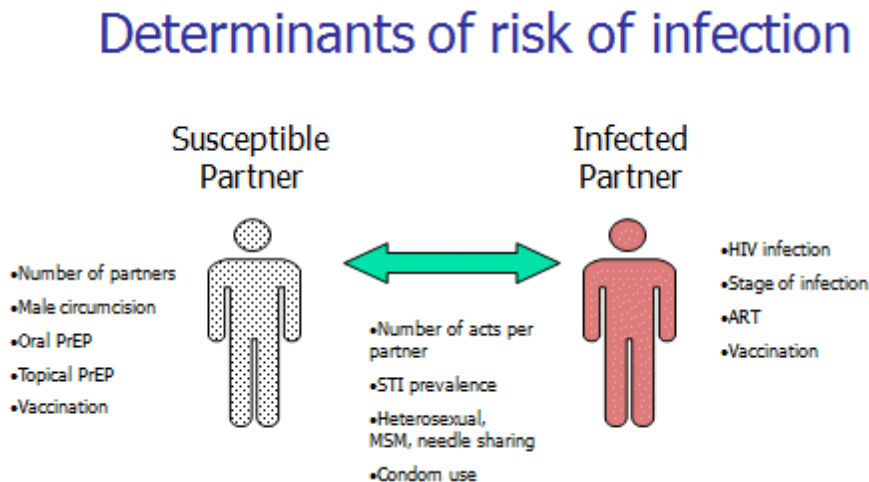 Determinants of risk of infection
Susceptible
Partner
•Number of partners
•Male circumcision
•Oral PrEP
•Topical PrEP
•Vaccination
•Number of acts per
partner
•STI prevalence
•Heterosexual,
MSM, needle sharing
•Condom use
Infected
Partner
•HIV infection
•Stage of infection
•ART
•Vaccination